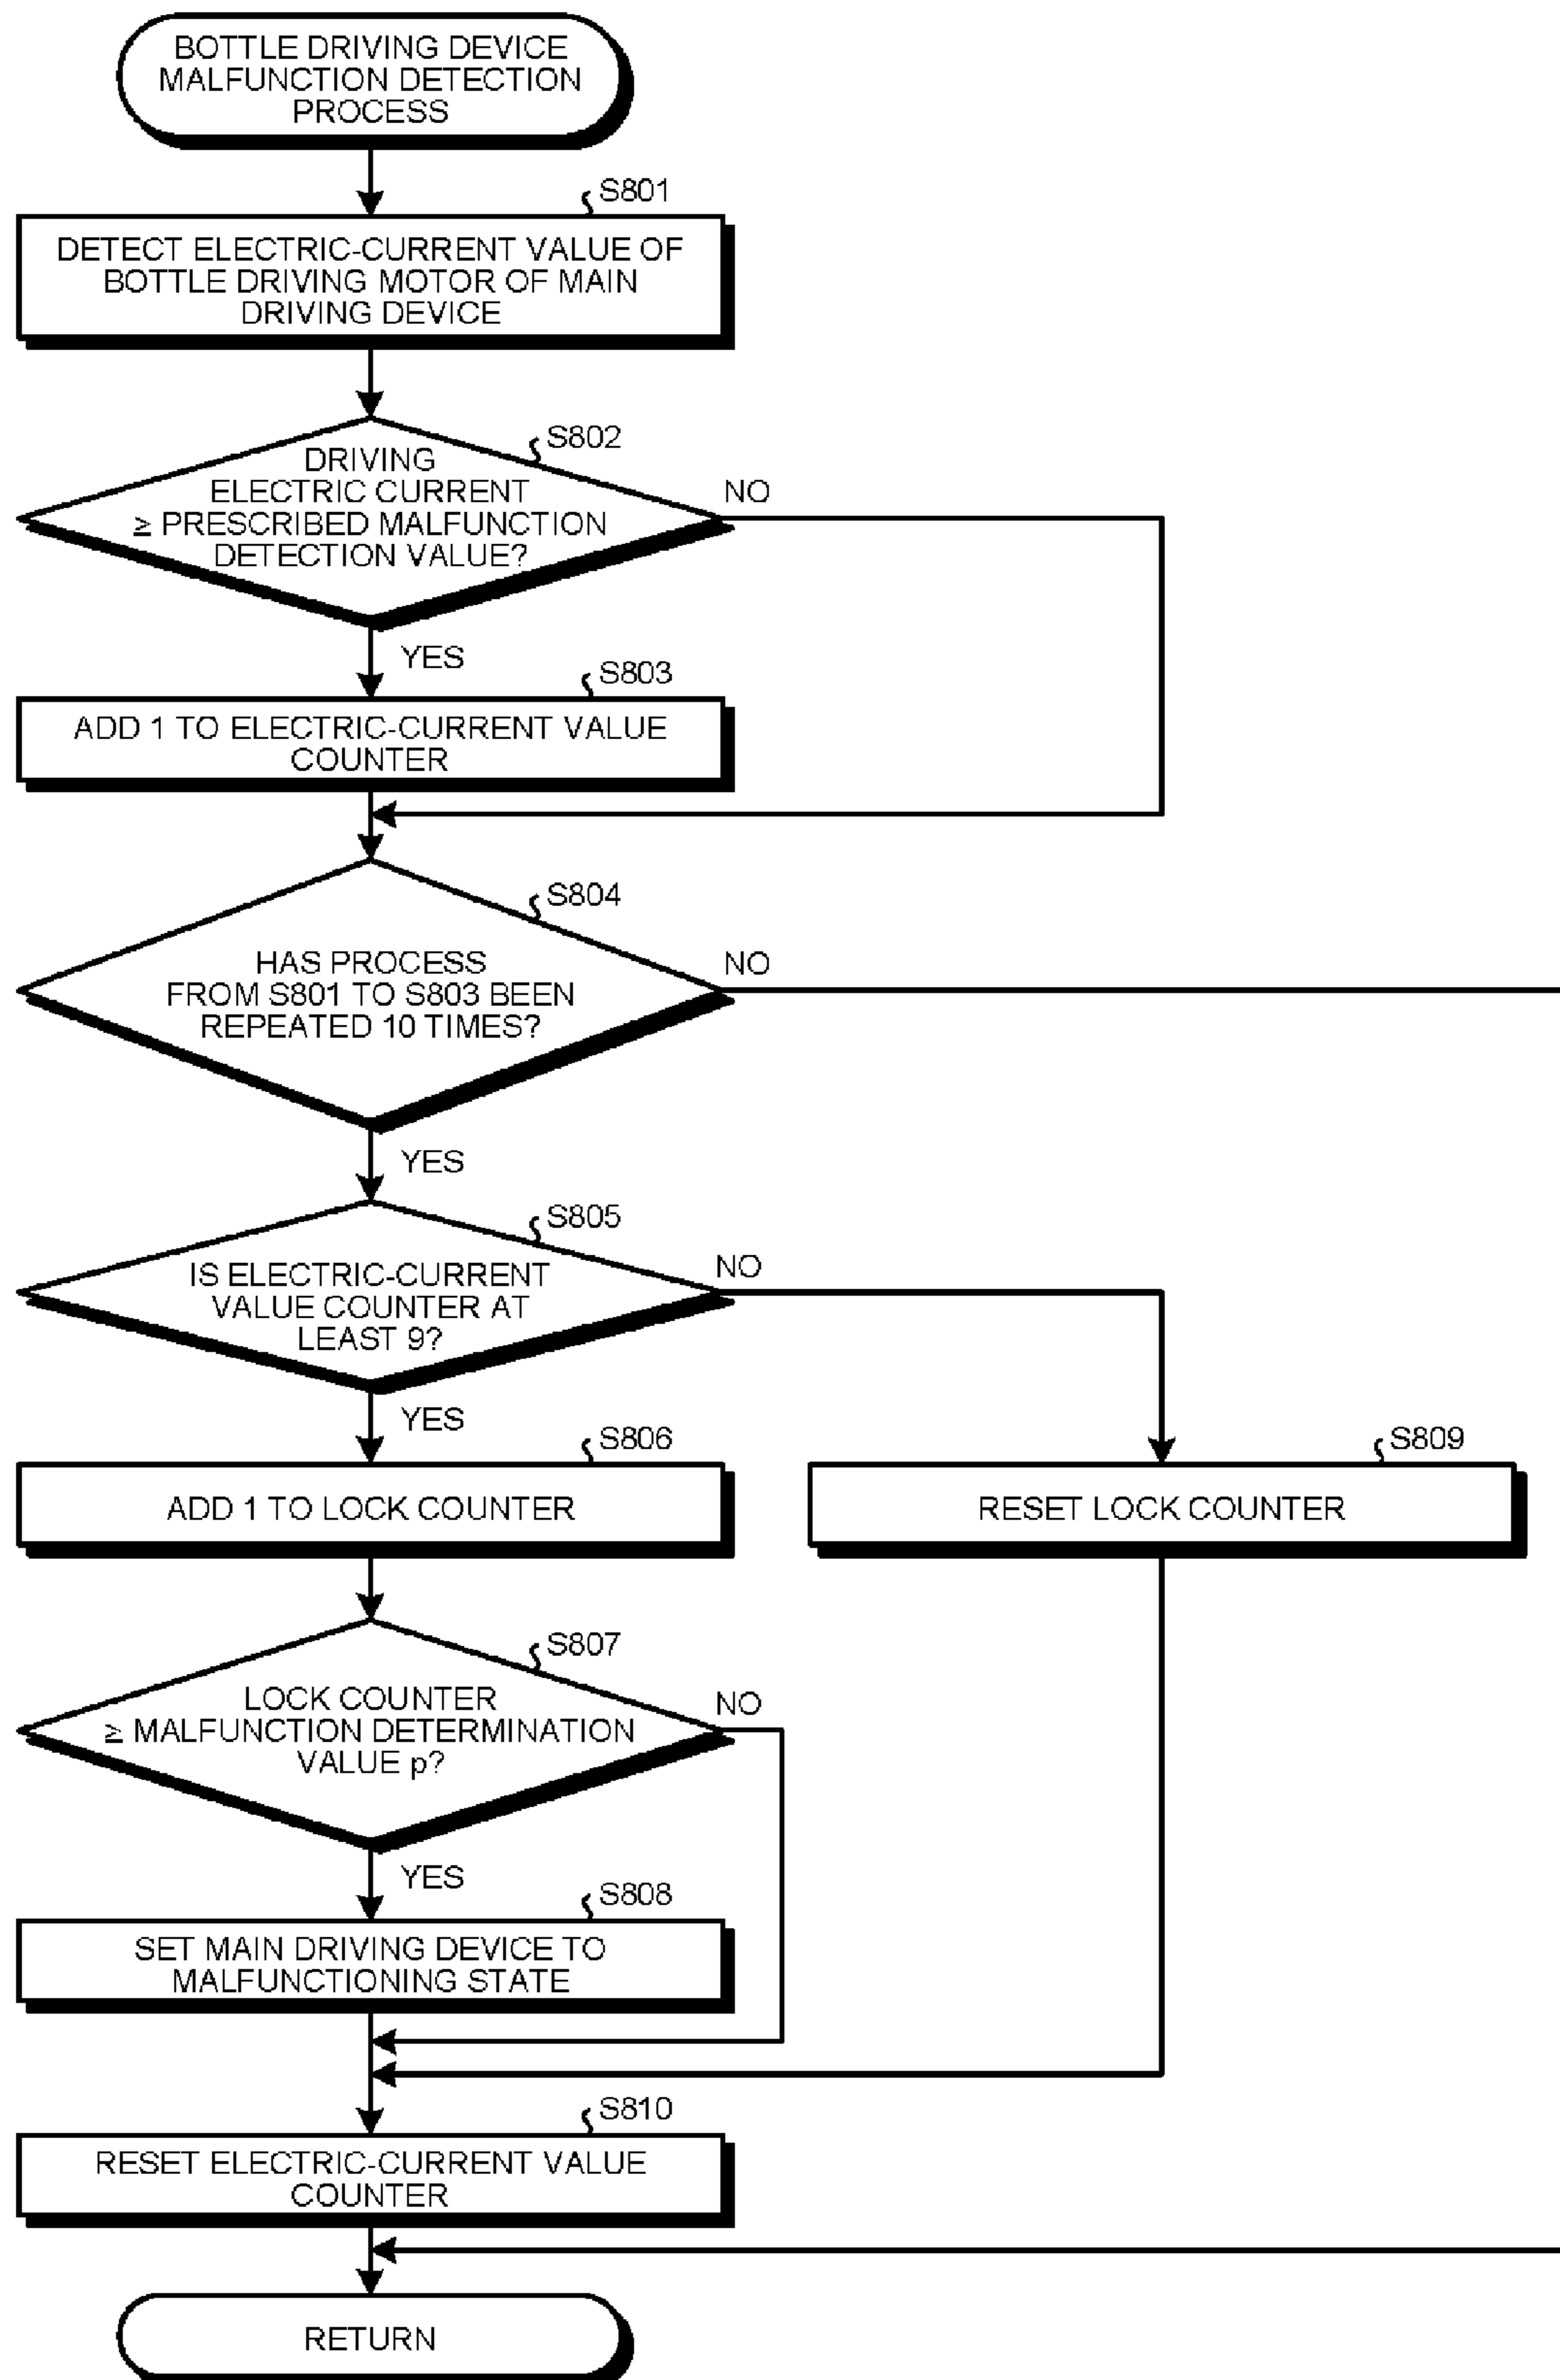 BOTTLE DRIVING DEVICE
MALFUNCTION DETECTION
PROCESS
S801
DETECT ELECTRIC-CURRENT VALUE OF
BOTTLE DRIVING MOTOR OF MAIN
DRIVING DEVICE
S802
DRIVING
ELECTRIC CURRENT
≥ PRESCRIBED MALFUNCTION
DETECTION VALUE?
NO
YES
S803
ADD 1 TO ELECTRIC-CURRENT VALUE
COUNTER
S804
HAS PROCESS
FROM S801 TO S803 BEEN
REPEATED 10 TIMES?
NO
YES
S805
IS ELECTRIC-CURRENT
VALUE COUNTER AT
LEAST 9?
NO
YES
S806
ADD 1 TO LOCK COUNTER
S809
RESET LOCK COUNTER
S807
LOCK COUNTER
≥ MALFUNCTION DETERMINATION
VALUE p?
NO
YES
S808
SET MAIN DRIVING DEVICE TO
MALFUNCTIONING STATE
S810
RESET ELECTRIC-CURRENT VALUE
COUNTER
RETURN